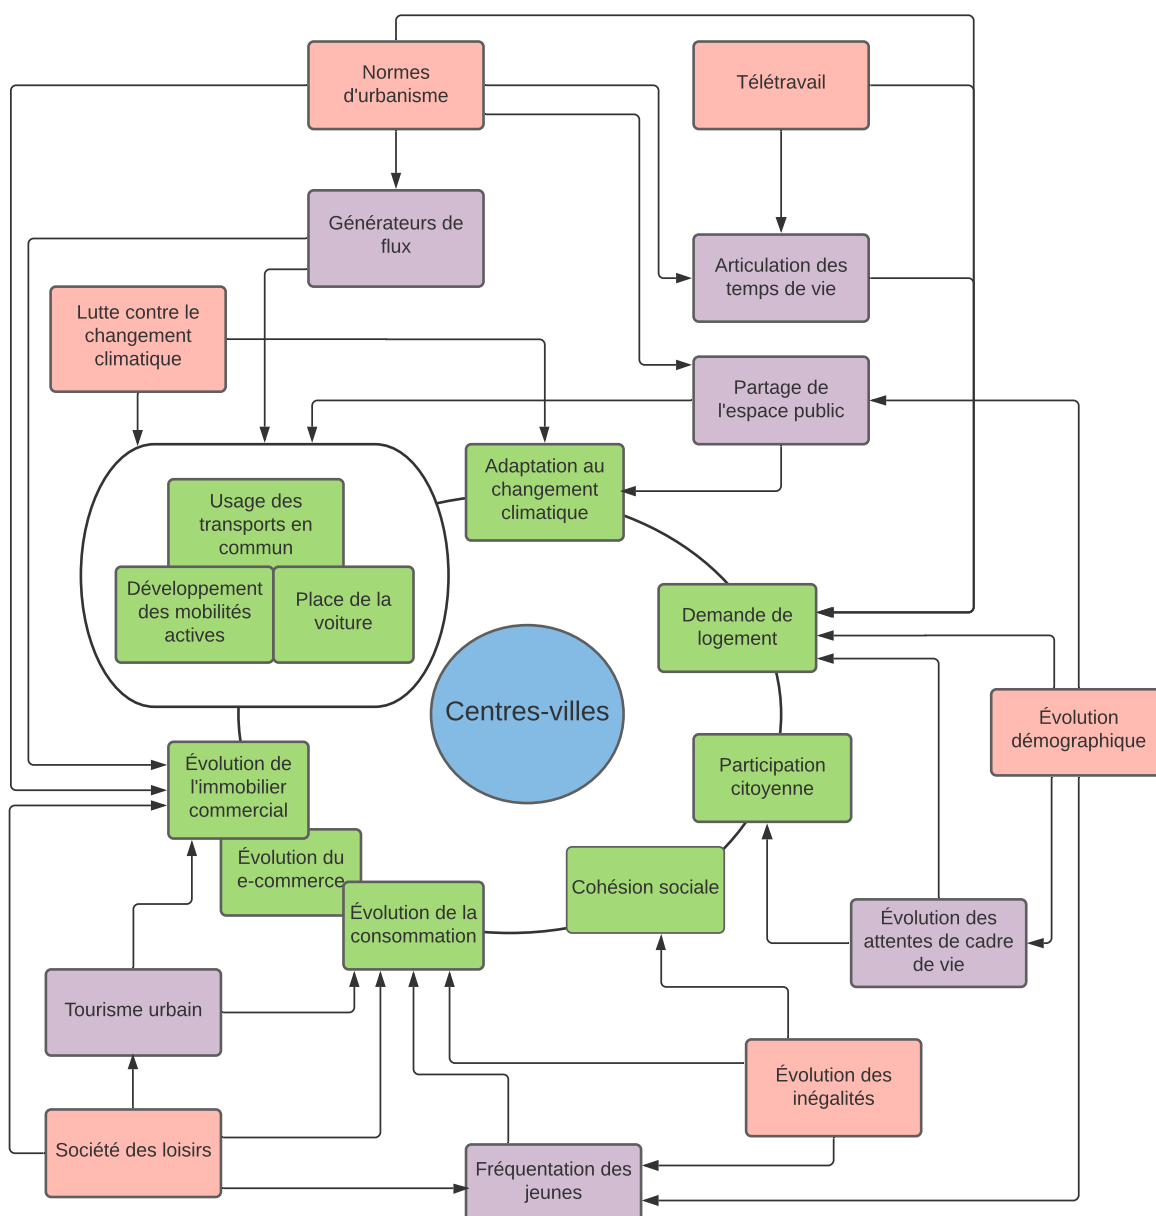 Normes
d'urbanisme
Télétravail
Générateurs de
flux
Articulation des
temps de vie
Lutte contre le
changement
climatique
Partage de
l'espace public
Adaptation au
changement
climatique
Usage des
transports en
commun
Développement
des mobilités
actives
Place de la
voiture
Demande de
logement
Centres-villes
Évolution
démographique
Évolution de
l'immobilier
commercial
Participation
citoyenne
Évolution du
e-commerce
Cohésion sociale
Évolution de la
consommation
Évolution des
attentes de cadre
de vie
Tourisme urbain
Évolution des
inégalités
Société des loisirs
Fréquentation des
jeunes